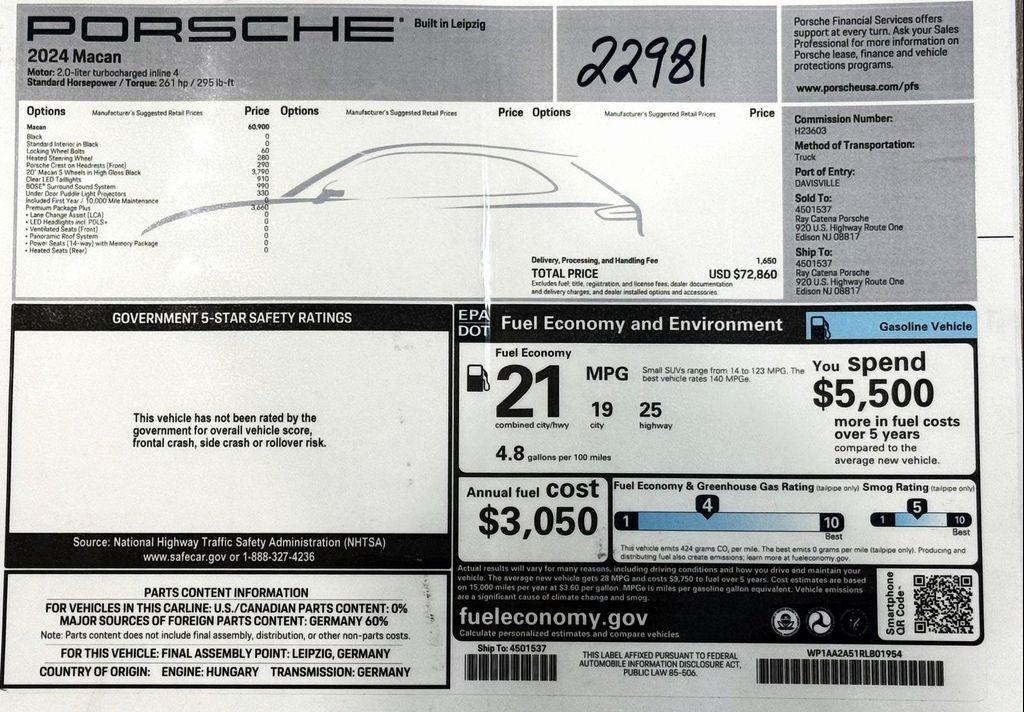 PORSCHE
Built in Leipzig
2024 Macan
Motor: 2.0-liter turbocharged inline 4
Standard Horsepower / Torque: 261 hp / 295 lb-ft
22981
Porsche Financial Services offers
support at every turn. Ask your Sales
Professional for more information on
Porsche lease, finance and vehicle
protections programs.
www.porscheusa.com/pfs
Options Manufacturer's Suggested Retail Prices Price
Options Manufacturer's Suggested Retail Prices Price
Options Manufacturer's Suggested Retail Prices Price
Macan 60,900
Black 0
Standard Interior in Black 0
Locking Wheel Bolts 60
Heated Steering Wheel 280
Porsche Crest on Headrests (Front) 290
20" Macan S Wheels in High Gloss Black 3,790
Clear LED Taillights 910
BOSE® Surround Sound System 990
Under Door Puddle Light Projectors 330
Included First Year / 10,000 Mile Maintenance 0
Premium Package Plus 3,660
• Lane Change Assist (LCA) 0
• LED Headlights incl. PDLS+ 0
• Ventilated Seats (Front) 0
• Panoramic Roof System 0
• Power Seats (14-way) with Memory Package 0
• Heated Seats (Rear) 0
Delivery, Processing, and Handling Fee 1,650
TOTAL PRICE USD $72,860
Excludes fuel, title, registration, and license fees, dealer documentation
and delivery charges, and dealer installed options and accessories.
Commission Number:
H23603
Method of Transportation:
Truck
Port of Entry:
DAVISVILLE
Sold To:
4501537
Ray Catena Porsche
920 U.S. Highway Route One
Edison NJ 08817
Ship To:
4501537
Ray Catena Porsche
920 U.S. Highway Route One
Edison NJ 08817
GOVERNMENT 5-STAR SAFETY RATINGS
This vehicle has not been rated by the
government for overall vehicle score,
frontal crash, side crash or rollover risk.
Source: National Highway Traffic Safety Administration (NHTSA)
www.safecar.gov or 1-888-327-4236
PARTS CONTENT INFORMATION
FOR VEHICLES IN THIS CARLINE: U.S./CANADIAN PARTS CONTENT: 0%
MAJOR SOURCES OF FOREIGN PARTS CONTENT: GERMANY 60%
Note: Parts content does not include final assembly, distribution, or other non-parts costs.
FOR THIS VEHICLE: FINAL ASSEMBLY POINT: LEIPZIG, GERMANY
COUNTRY OF ORIGIN: ENGINE: HUNGARY TRANSMISSION: GERMANY
EPA
DOT
Fuel Economy and Environment
Gasoline Vehicle
Fuel Economy
21 MPG
Small SUVs range from 14 to 123 MPG. The
best vehicle rates 140 MPGe.
19 25
combined city/hwy city highway
4.8 gallons per 100 miles
You spend
$5,500
more in fuel costs
over 5 years
compared to the
average new vehicle.
Annual fuel cost
$3,050
Fuel Economy & Greenhouse Gas Rating (tailpipe only)
4
1 10
Best
Smog Rating (tailpipe only)
5
1 10
Best
This vehicle emits 424 grams CO₂ per mile. The best emits 0 grams per mile (tailpipe only). Producing and
distributing fuel also create emissions; learn more at fueleconomy.gov.
Actual results will vary for many reasons, including driving conditions and how you drive and maintain your
vehicle. The average new vehicle gets 28 MPG and costs $9,750 to fuel over 5 years. Cost estimates are based
on 15,000 miles per year at $3.60 per gallon. MPGe is miles per gasoline gallon equivalent. Vehicle emissions
are a significant cause of climate change and smog.
fueleconomy.gov
Calculate personalized estimates and compare vehicles
Smartphone
QR Code™
Ship To: 4501537
THIS LABEL AFFIXED PURSUANT TO FEDERAL
AUTOMOBILE INFORMATION DISCLOSURE ACT,
PUBLIC LAW 85-506.
WP1AA2A51RLB01954